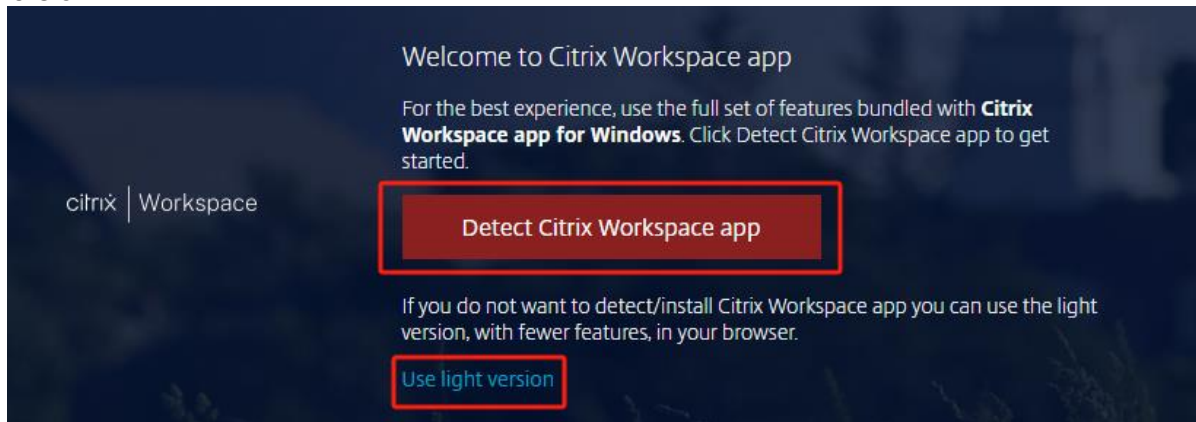 Welcome to Citrix Workspace app
For the best experience, use the full set of features bundled with Citrix
Workspace app for Windows. Click Detect Citrix Workspace app to get
started.
citrix | Workspace
Detect Citrix Workspace app
If you do not want to detect/install Citrix Workspace app you can use the light
version, with fewer features, in your browser.
Use light version